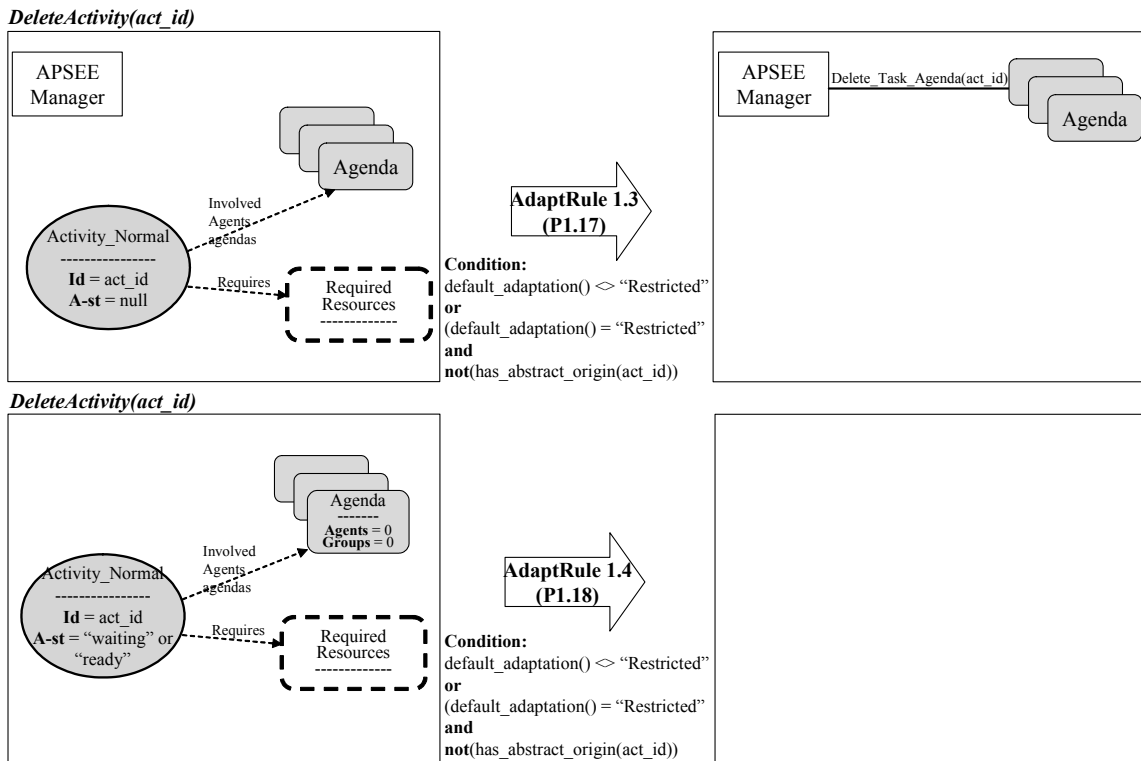 DeleteActivity(act_id)
APSEE
Manager
Agenda
Involved
Agents
agendas
Activity_Normal
----------------
Id = act_id
A-st = null
Requires
Required
Resources
-------------
AdaptRule 1.3
(P1.17)
Condition:
default_adaptation() <> “Restricted”
or
(default_adaptation() = “Restricted”
and
not(has_abstract_origin(act_id))
APSEE
Manager
Delete_Task_Agenda(act_id)
Agenda
DeleteActivity(act_id)
Agenda
-------
Agents = 0
Groups = 0
Involved
Agents
agendas
Activity_Normal
----------------
Id = act_id
A-st = “waiting” or
“ready”
Requires
Required
Resources
-------------
AdaptRule 1.4
(P1.18)
Condition:
default_adaptation() <> “Restricted”
or
(default_adaptation() = “Restricted”
and
not(has_abstract_origin(act_id))